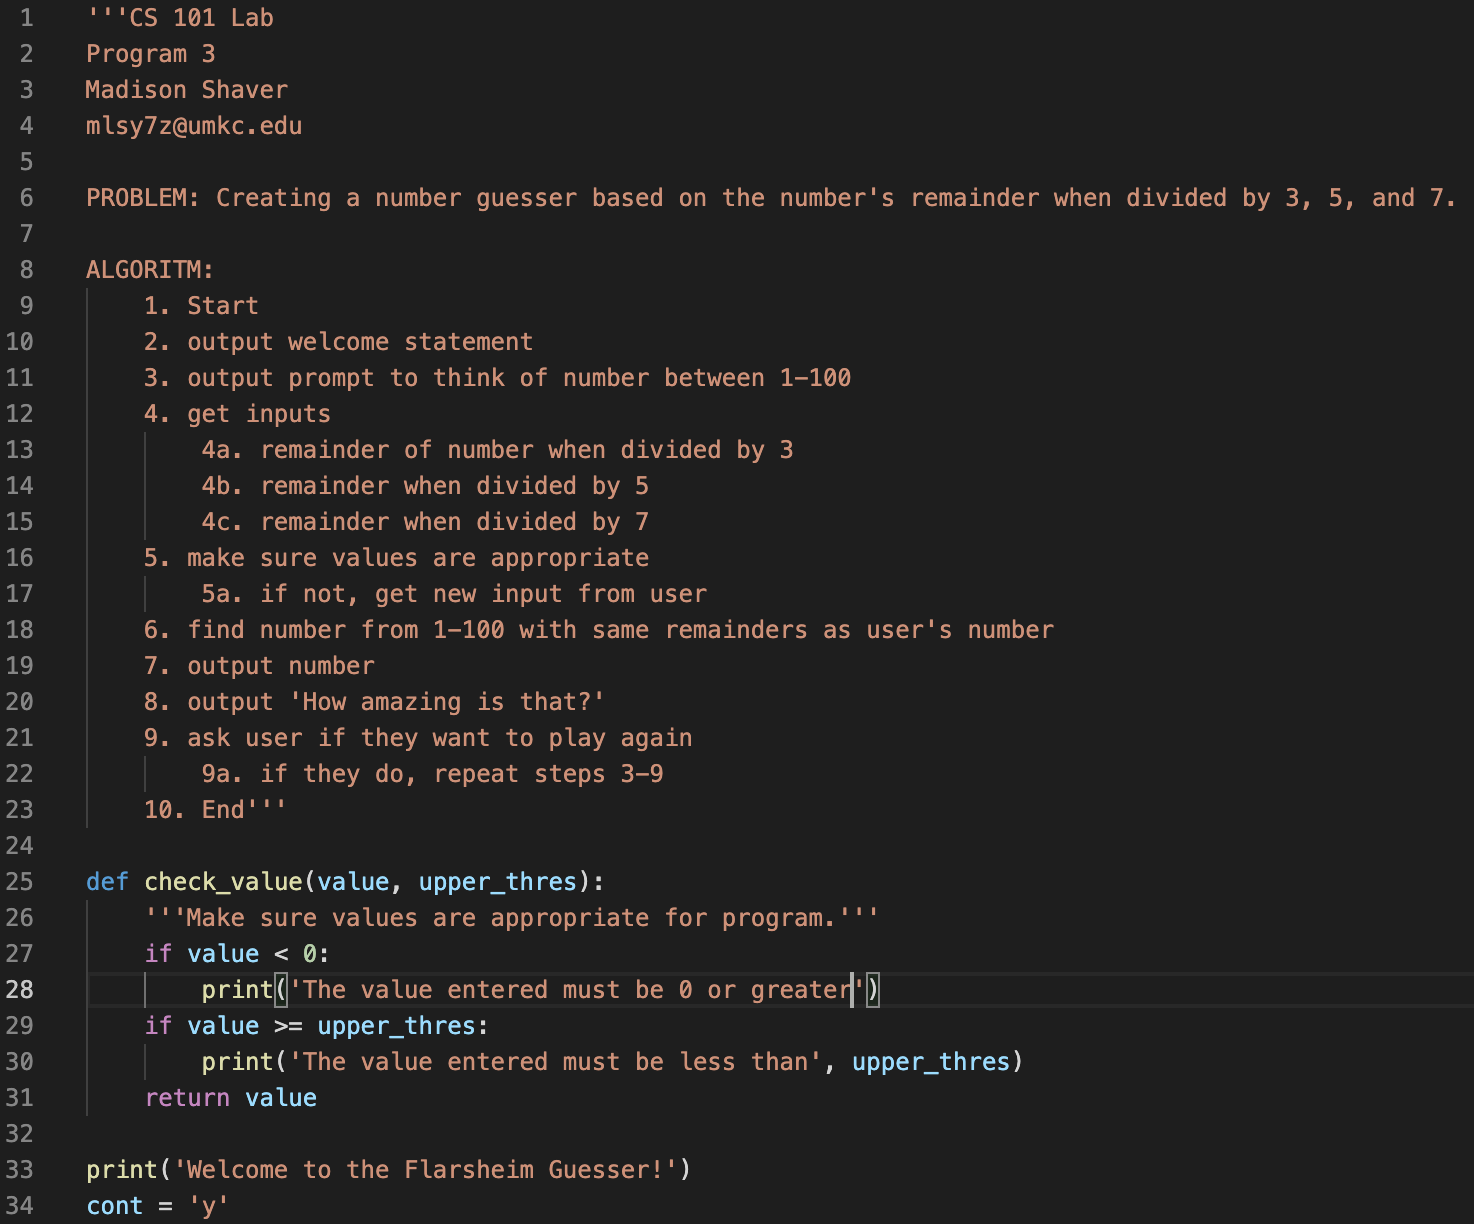 1 '''CS 101 Lab
2 Program 3
3 Madison Shaver
4 mlsy7z@umkc.edu
5
6 PROBLEM: Creating a number guesser based on the number's remainder when divided by 3, 5, and 7.
7
8 ALGORITM:
9 1. Start
10 2. output welcome statement
11 3. output prompt to think of number between 1-100
12 4. get inputs
13 4a. remainder of number when divided by 3
14 4b. remainder when divided by 5
15 4c. remainder when divided by 7
16 5. make sure values are appropriate
17 5a. if not, get new input from user
18 6. find number from 1-100 with same remainders as user's number
19 7. output number
20 8. output 'How amazing is that?'
21 9. ask user if they want to play again
22 9a. if they do, repeat steps 3-9
23 10. End'''
24
25 def check_value(value, upper_thres):
26 '''Make sure values are appropriate for program.'''
27 if value < 0:
28 print('The value entered must be 0 or greater')
29 if value >= upper_thres:
30 print('The value entered must be less than', upper_thres)
31 return value
32
33 print('Welcome to the Flarsheim Guesser!')
34 cont = 'y'